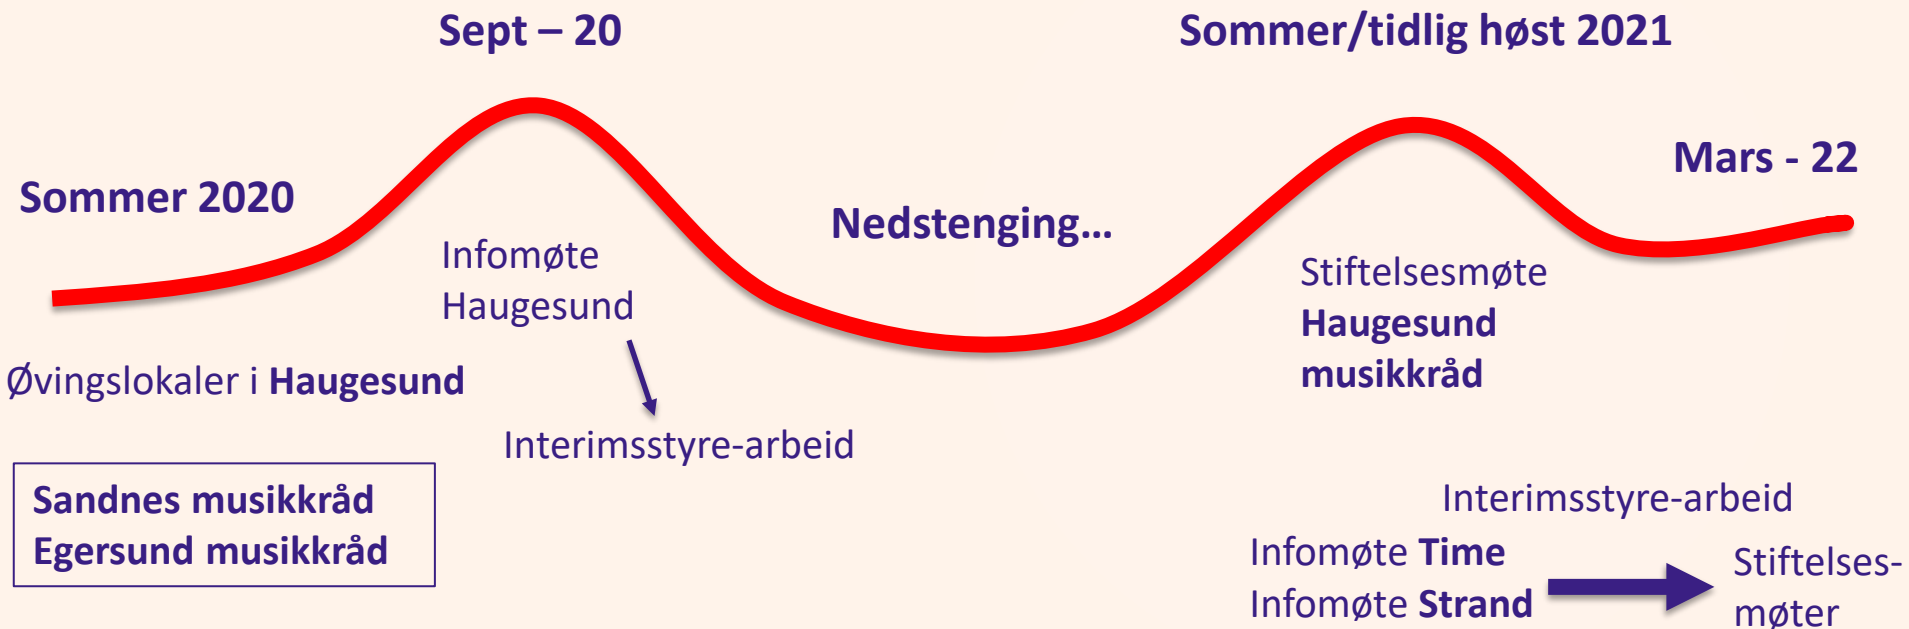 Sept – 20
Sommer/tidlig høst 2021
Mars - 22
Sommer 2020
Nedstenging...
Infomøte
Haugesund
Stiftelsesmøte
Haugesund
musikkråd
Øvingslokaler i Haugesund
Interimsstyre-arbeid
Sandnes musikkråd
Egersund musikkråd
Interimsstyre-arbeid
Infomøte Time
Infomøte Strand
Stiftelses-
møter